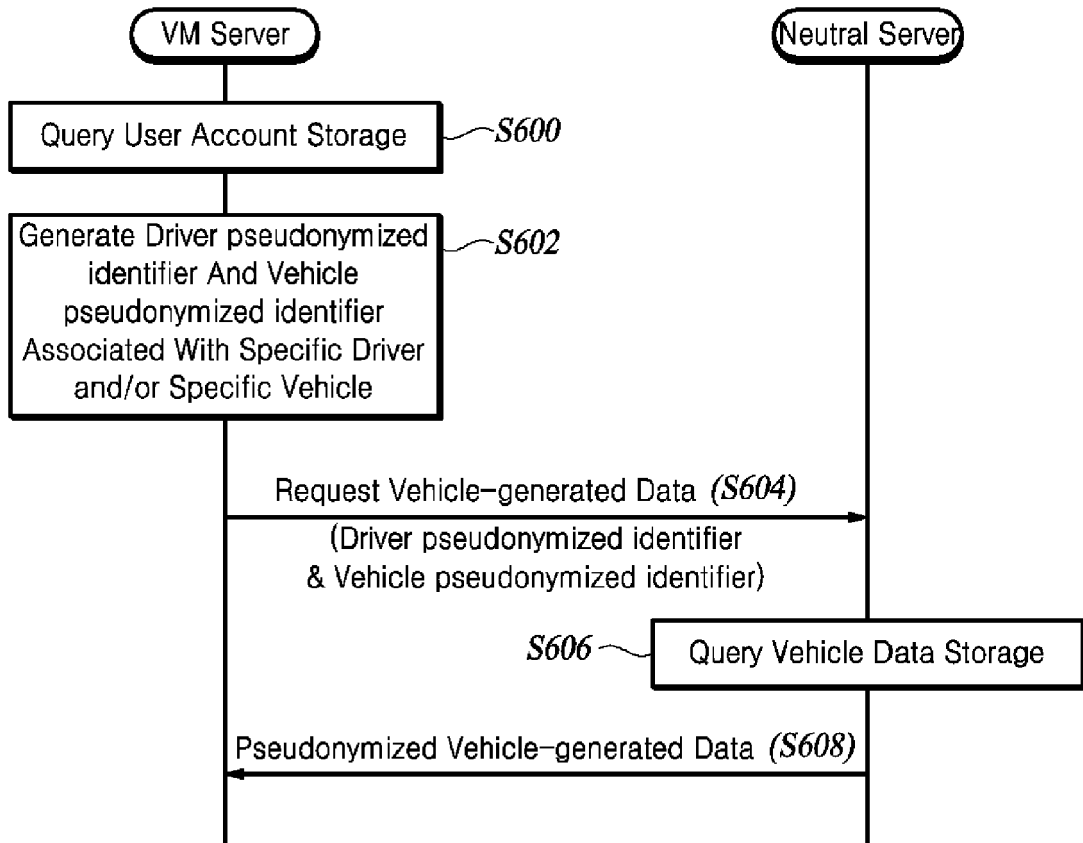 VM Server
Neutral Server
Query User Account Storage
S600
Generate Driver pseudonymized
identifier And Vehicle
pseudonymized identifier
Associated With Specific Driver
and/or Specific Vehicle
S602
Request Vehicle-generated Data (S604)
(Driver pseudonymized identifier
& Vehicle pseudonymized identifier)
S606
Query Vehicle Data Storage
Pseudonymized Vehicle-generated Data (S608)